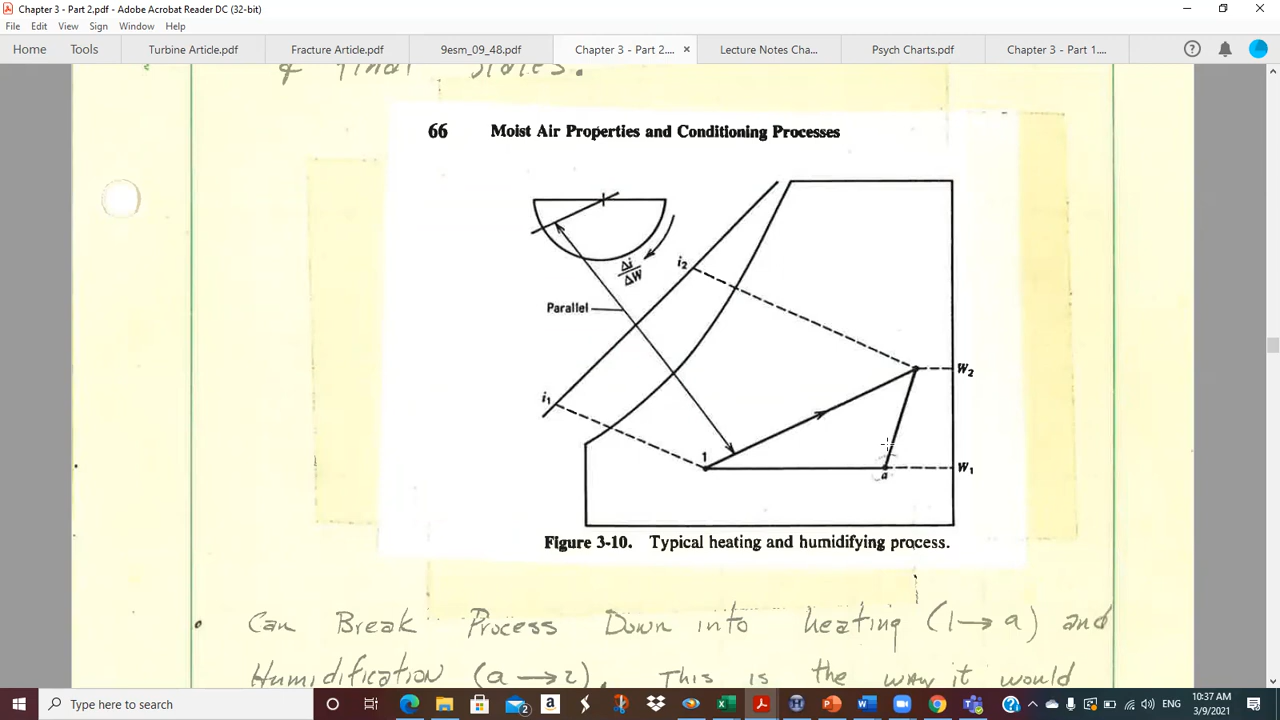 Chapter 3 - Part 2.pdf - Adobe Acrobat Reader DC (32-bit)
File Edit View Sign Window Help
Home Tools Turbine Article.pdf Fracture Article.pdf 9esm_09_48.pdf Chapter 3 - Part 2.... × Lecture Notes Cha... Psych Charts.pdf Chapter 3 - Part 1....
& final states.
66 Moist Air Properties and Conditioning Processes
Δi
ΔW
i2
Parallel
W2
i1
1
W1
a
Figure 3-10. Typical heating and humidifying process.
• Can Break Process Down into heating (1→a) and
Humidification (a→2). This is the way it would
Type here to search
ENG
10:37 AM
3/9/2021